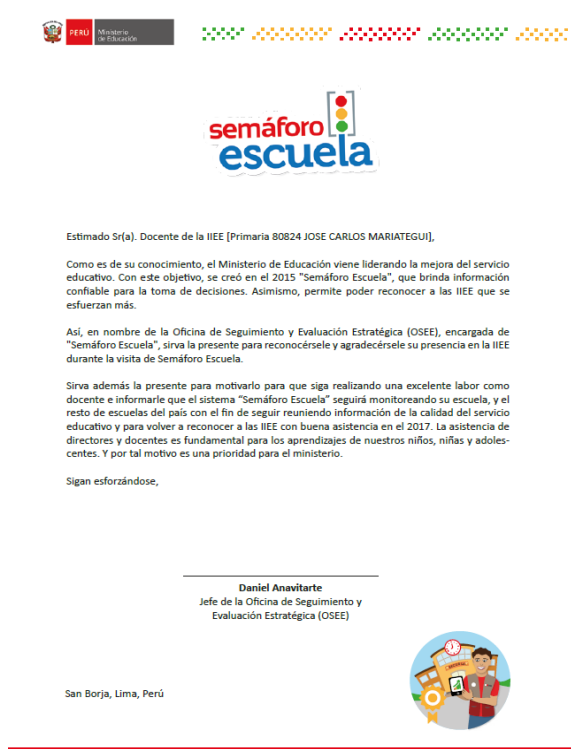 PERÚ
Ministerio
de Educación
semáforo
escuela
Estimado Sr(a). Docente de la IIEE [Primaria 80824 JOSE CARLOS MARIATEGUI],
Como es de su conocimiento, el Ministerio de Educación viene liderando la mejora del servicio
educativo. Con este objetivo, se creó en el 2015 "Semáforo Escuela", que brinda información
confiable para la toma de decisiones. Asimismo, permite poder reconocer a las IIEE que se
esfuerzan más.
Así, en nombre de la Oficina de Seguimiento y Evaluación Estratégica (OSEE), encargada de
"Semáforo Escuela", sirva la presente para reconocérsele y agradecérsele su presencia en la IIEE
durante la visita de Semáforo Escuela.
Sirva además la presente para motivarlo para que siga realizando una excelente labor como
docente e informarle que el sistema “Semáforo Escuela” seguirá monitoreando su escuela, y el
resto de escuelas del país con el fin de seguir reuniendo información de la calidad del servicio
educativo y para volver a reconocer a las IIEE con buena asistencia en el 2017. La asistencia de
directores y docentes es fundamental para los aprendizajes de nuestros niños, niñas y adoles-
centes. Y por tal motivo es una prioridad para el ministerio.
Sigan esforzándose,
Daniel Anavitarte
Jefe de la Oficina de Seguimiento y
Evaluación Estratégica (OSEE)
San Borja, Lima, Perú